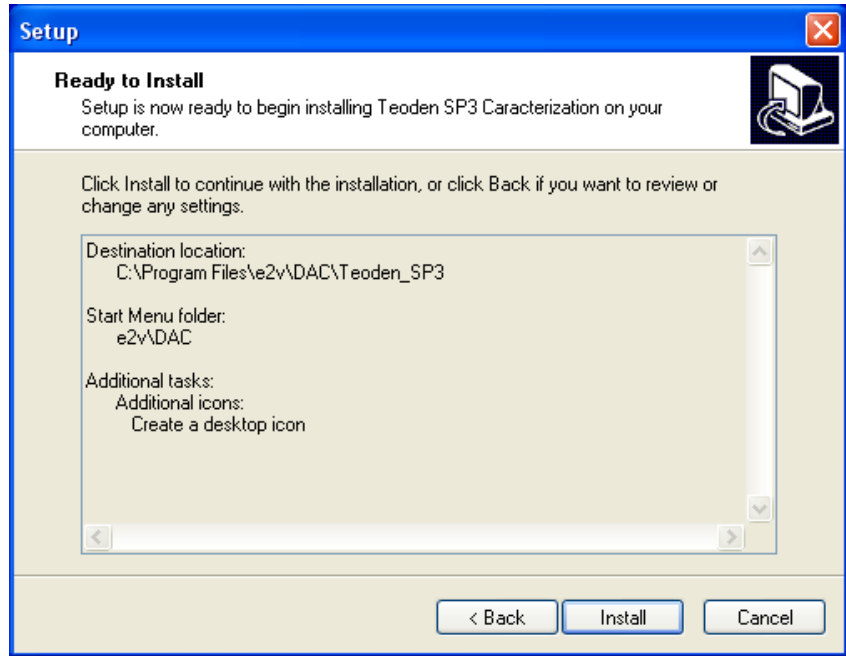 Setup
Ready to Install
Setup is now ready to begin installing Teoden SP3 Caracterization on your
computer.
Click Install to continue with the installation, or click Back if you want to review or
change any settings.
Destination location:
C:\Program Files\e2v\DAC\Teoden_SP3
Start Menu folder:
e2v\DAC
Additional tasks:
Additional icons:
Create a desktop icon
< Back
Install
Cancel